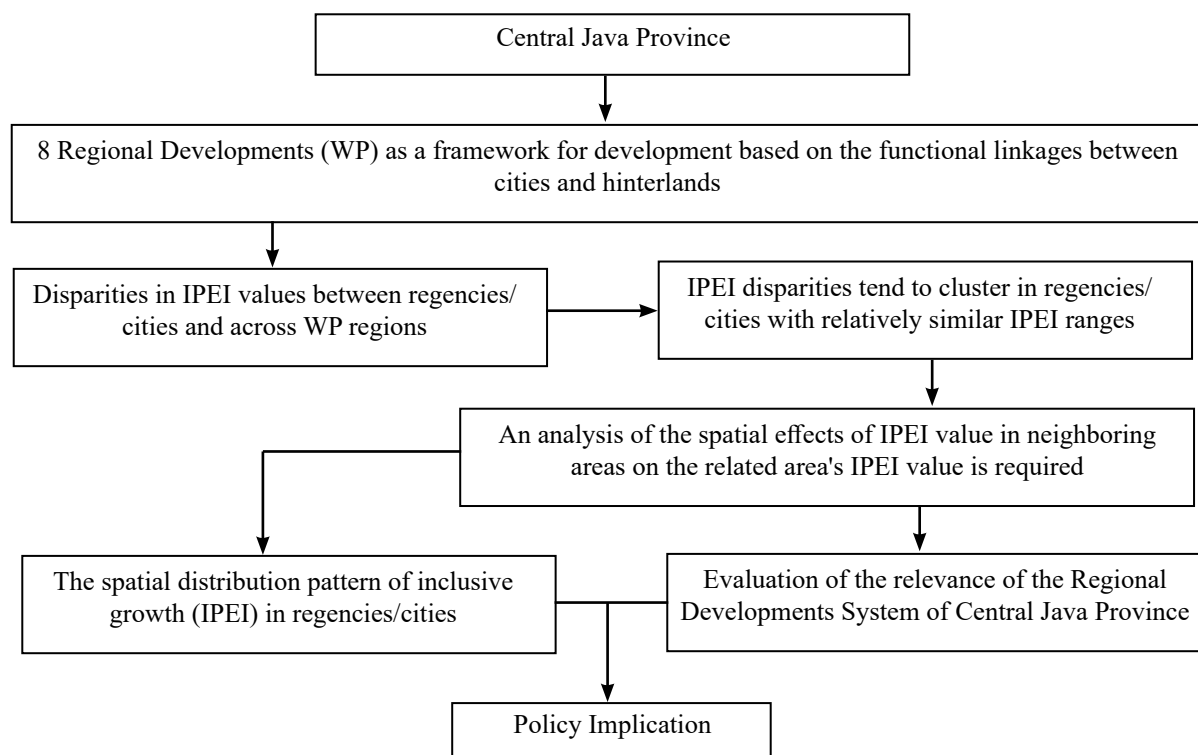 Central Java Province
8 Regional Developments (WP) as a framework for development based on the functional linkages between
cities and hinterlands
Disparities in IPEI values between regencies/
cities and across WP regions
IPEI disparities tend to cluster in regencies/
cities with relatively similar IPEI ranges
An analysis of the spatial effects of IPEI value in neighboring
areas on the related area's IPEI value is required
The spatial distribution pattern of inclusive
growth (IPEI) in regencies/cities
Evaluation of the relevance of the Regional
Developments System of Central Java Province
Policy Implication